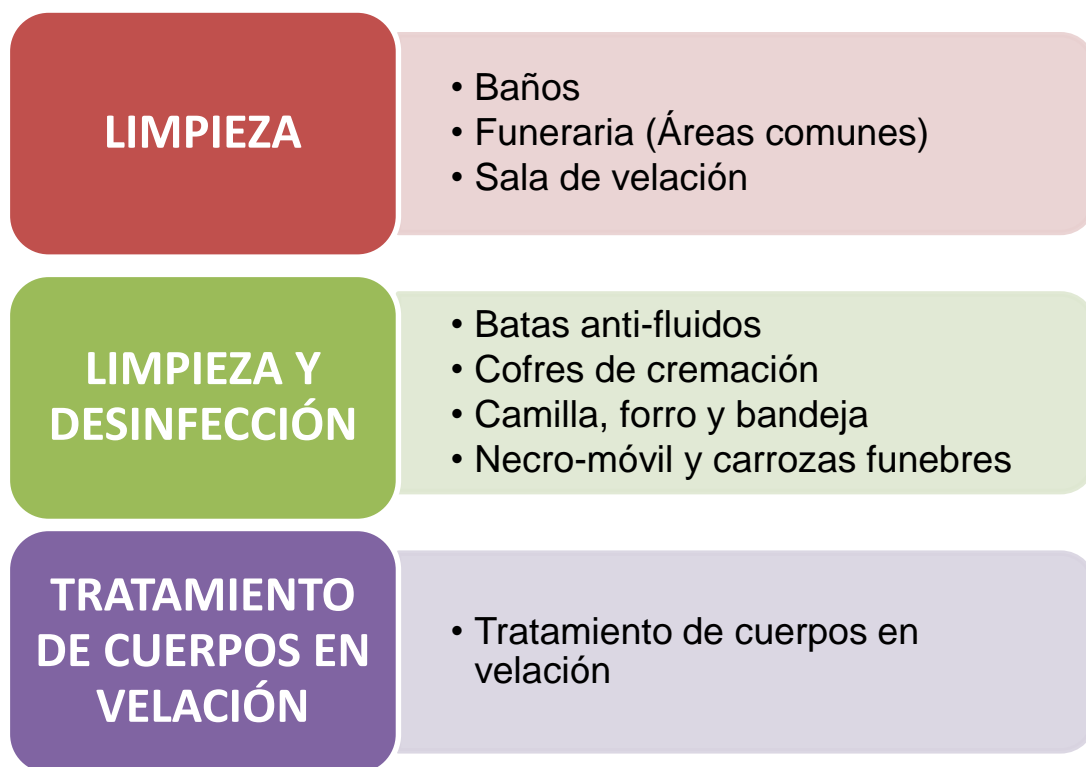 LIMPIEZA
• Baños
• Funeraria (Áreas comunes)
• Sala de velación
LIMPIEZA Y
DESINFECCIÓN
• Batas anti-fluidos
• Cofres de cremación
• Camilla, forro y bandeja
• Necro-móvil y carrozas funebres
TRATAMIENTO
DE CUERPOS EN
VELACIÓN
• Tratamiento de cuerpos en
velación